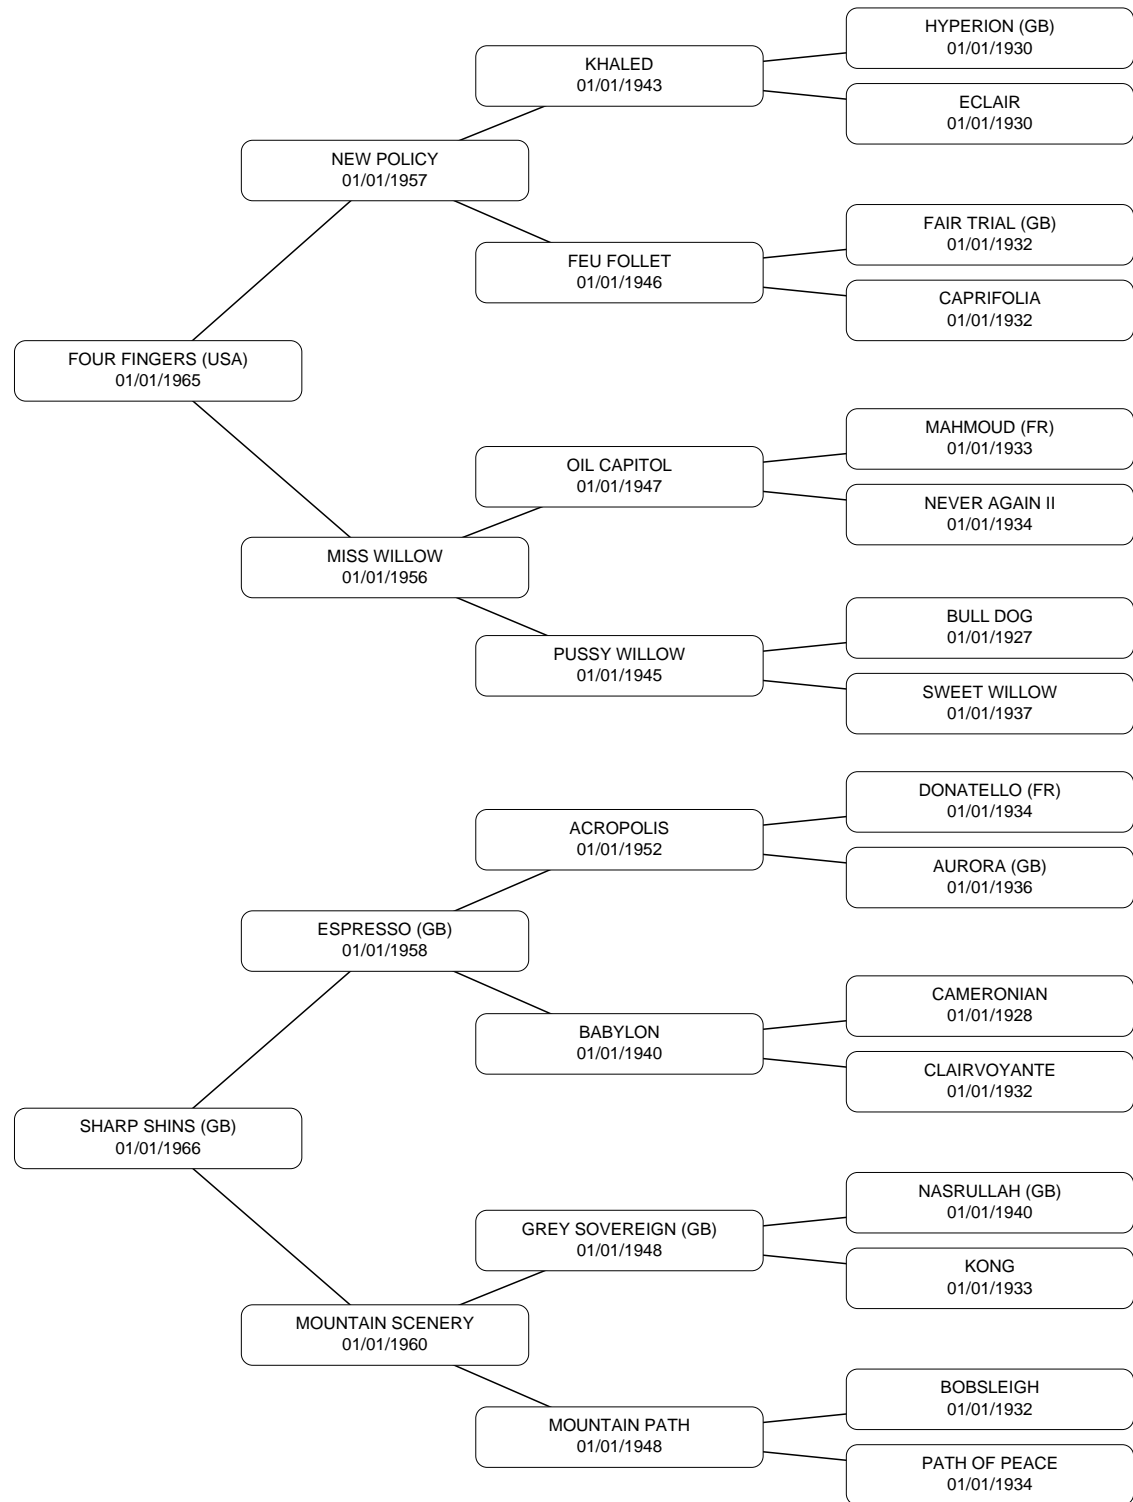 HYPERION (GB)
01/01/1930
KHALED
01/01/1943
ECLAIR
01/01/1930
NEW POLICY
01/01/1957
FAIR TRIAL (GB)
01/01/1932
FEU FOLLET
01/01/1946
CAPRIFOLIA
01/01/1932
FOUR FINGERS (USA)
01/01/1965
MAHMOUD (FR)
01/01/1933
OIL CAPITOL
01/01/1947
NEVER AGAIN II
01/01/1934
MISS WILLOW
01/01/1956
BULL DOG
01/01/1927
PUSSY WILLOW
01/01/1945
SWEET WILLOW
01/01/1937
DONATELLO (FR)
01/01/1934
ACROPOLIS
01/01/1952
AURORA (GB)
01/01/1936
ESPRESSO (GB)
01/01/1958
CAMERONIAN
01/01/1928
BABYLON
01/01/1940
CLAIRVOYANTE
01/01/1932
SHARP SHINS (GB)
01/01/1966
NASRULLAH (GB)
01/01/1940
GREY SOVEREIGN (GB)
01/01/1948
KONG
01/01/1933
MOUNTAIN SCENERY
01/01/1960
BOBSLEIGH
01/01/1932
MOUNTAIN PATH
01/01/1948
PATH OF PEACE
01/01/1934